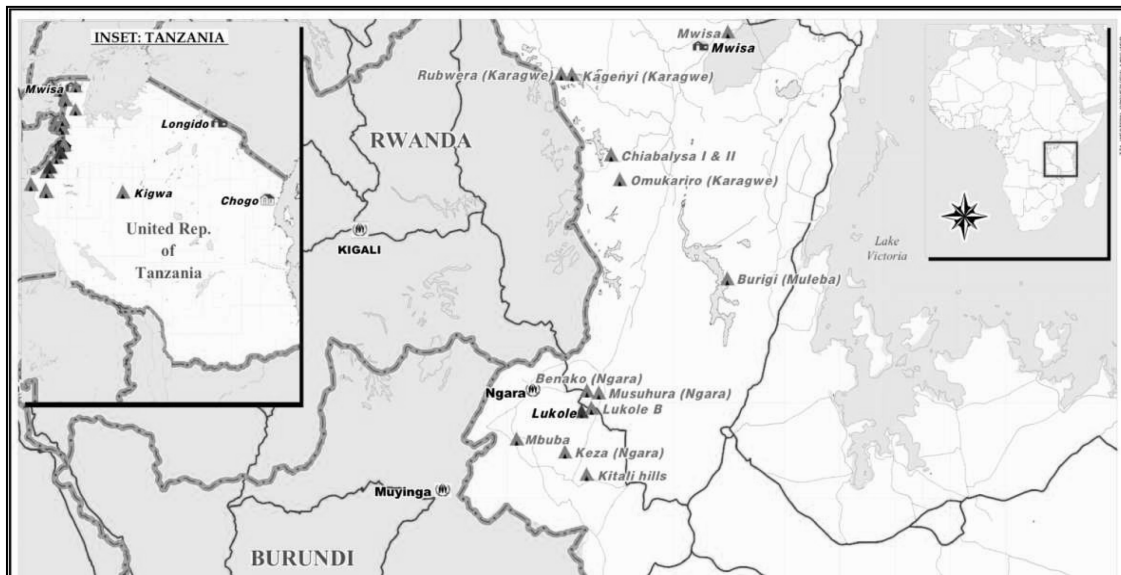 INSET: TANZANIA
Mwisa
Longido
Kigwa
Chogo
United Rep.
of
Tanzania
Mwisa
Mwisa
Rubwera (Karagwe)
Kagenyi (Karagwe)
RWANDA
Chiabalysa I & II
Omukariro (Karagwe)
KIGALI
Lake
Victoria
Burigi (Muleba)
Benako (Ngara)
Ngara
Musuhura (Ngara)
Lukole
Lukole B
Mbuba
Keza (Ngara)
Kitali hills
Muyinga
BURUNDI